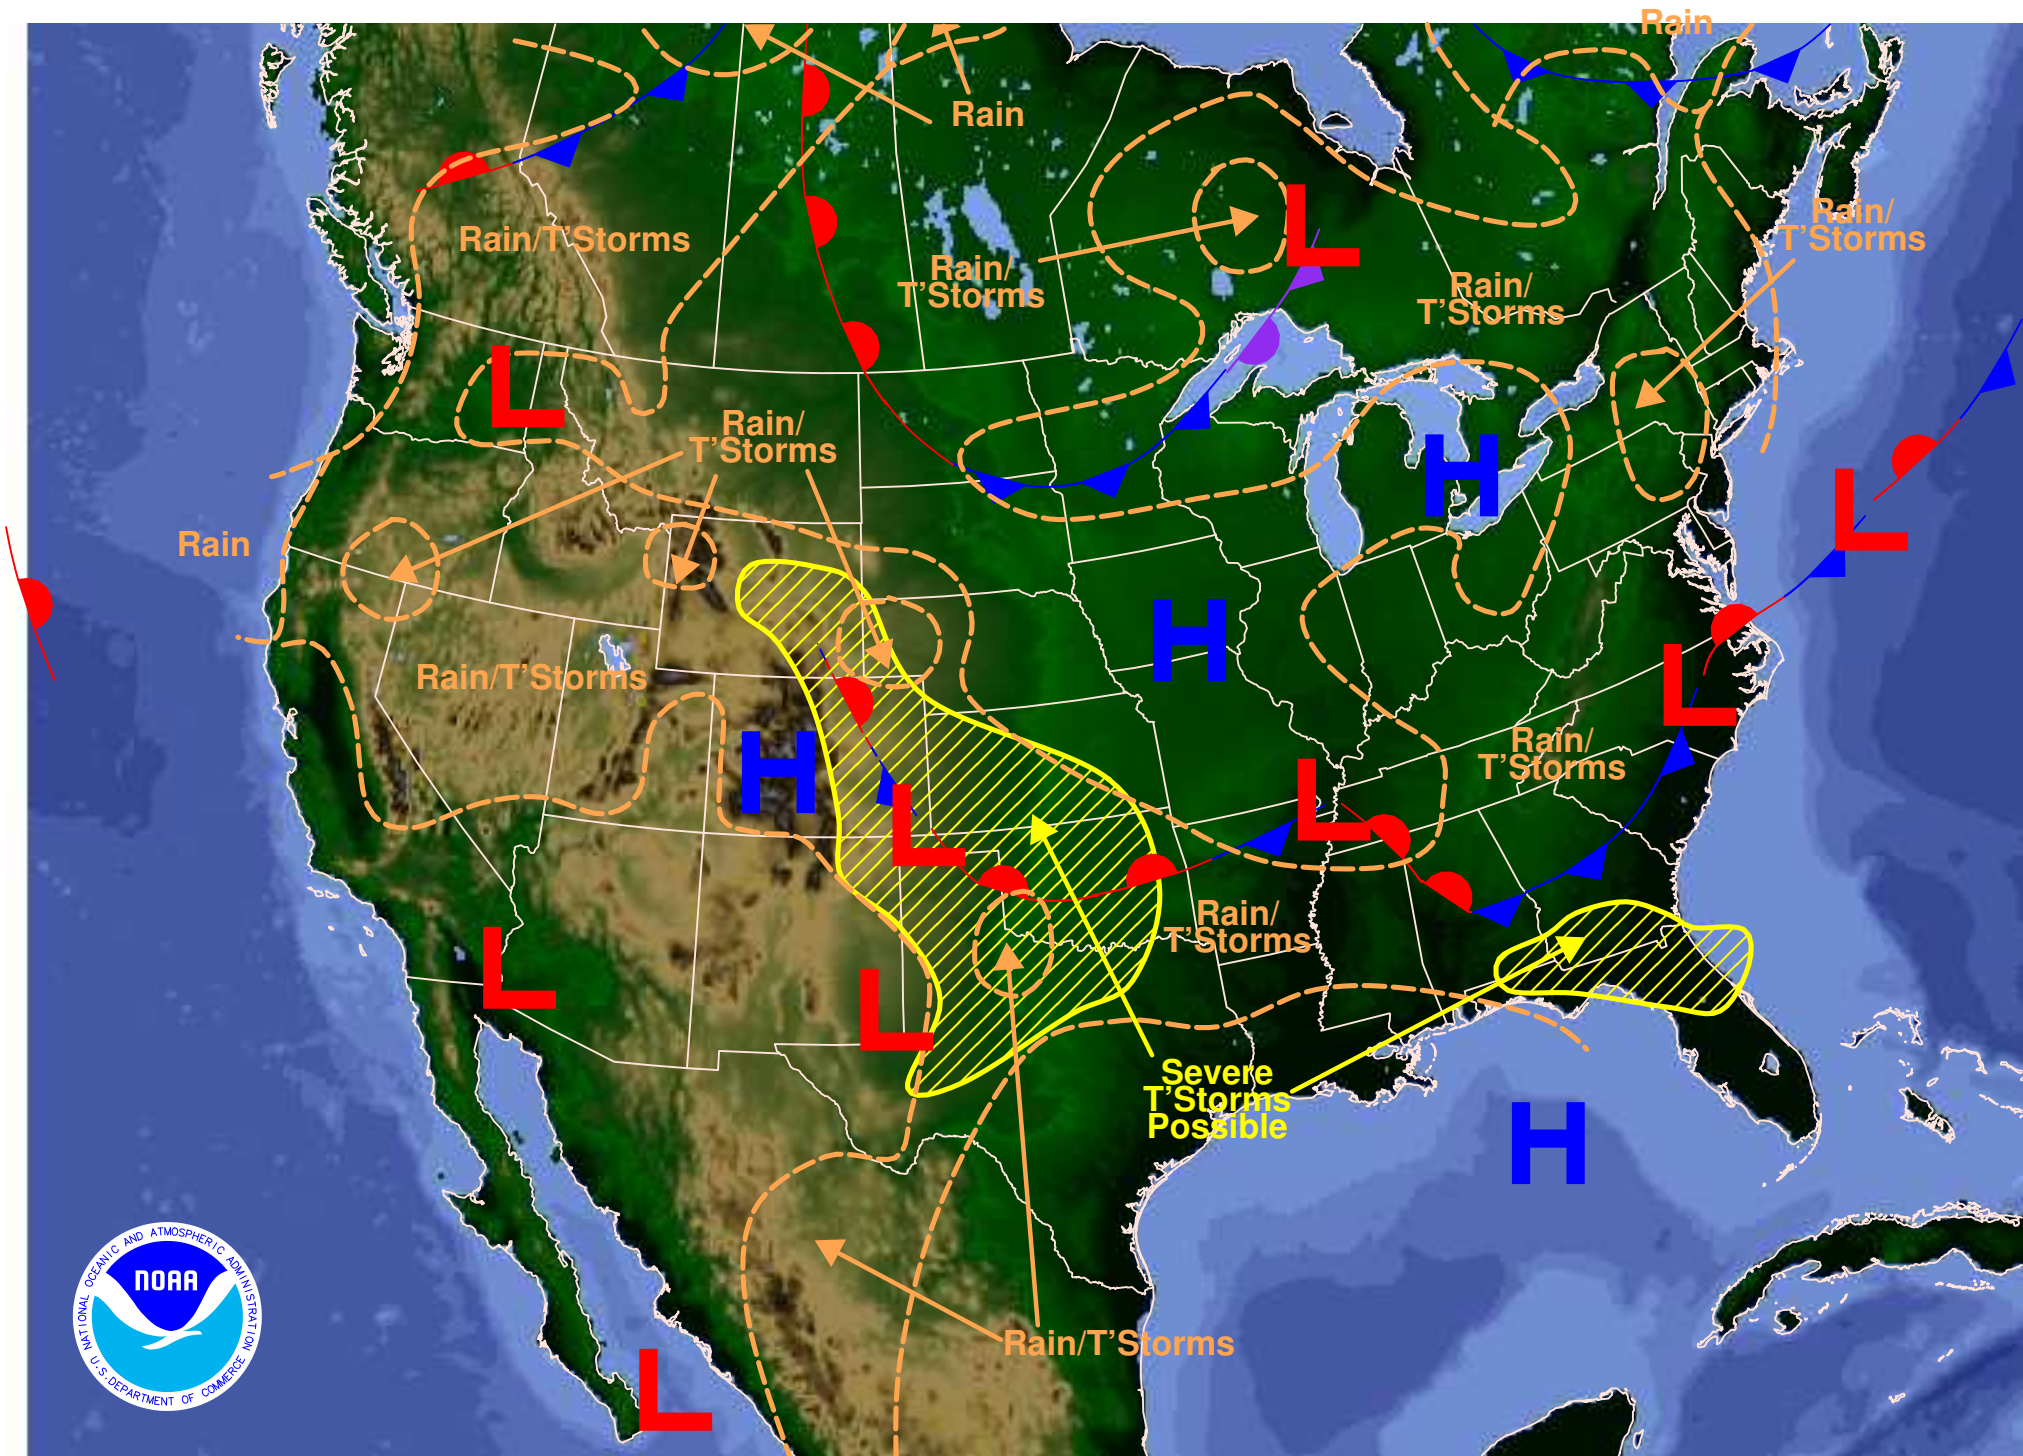 Rain
Rain
Rain/
T'Storms
Rain/T'Storms
Rain/
T'Storms
Rain/
T'Storms
L
L
Rain/
T'Storms
H
L
Rain
H
Rain/T'Storms
L
H
Rain/
T'Storms
L
L
Rain/
T'Storms
L
L
Severe
T'Storms
Possible
H
NOAA
NATIONAL OCEANIC AND ATMOSPHERIC ADMINISTRATION
U.S. DEPARTMENT OF COMMERCE
Rain/T'Storms
L